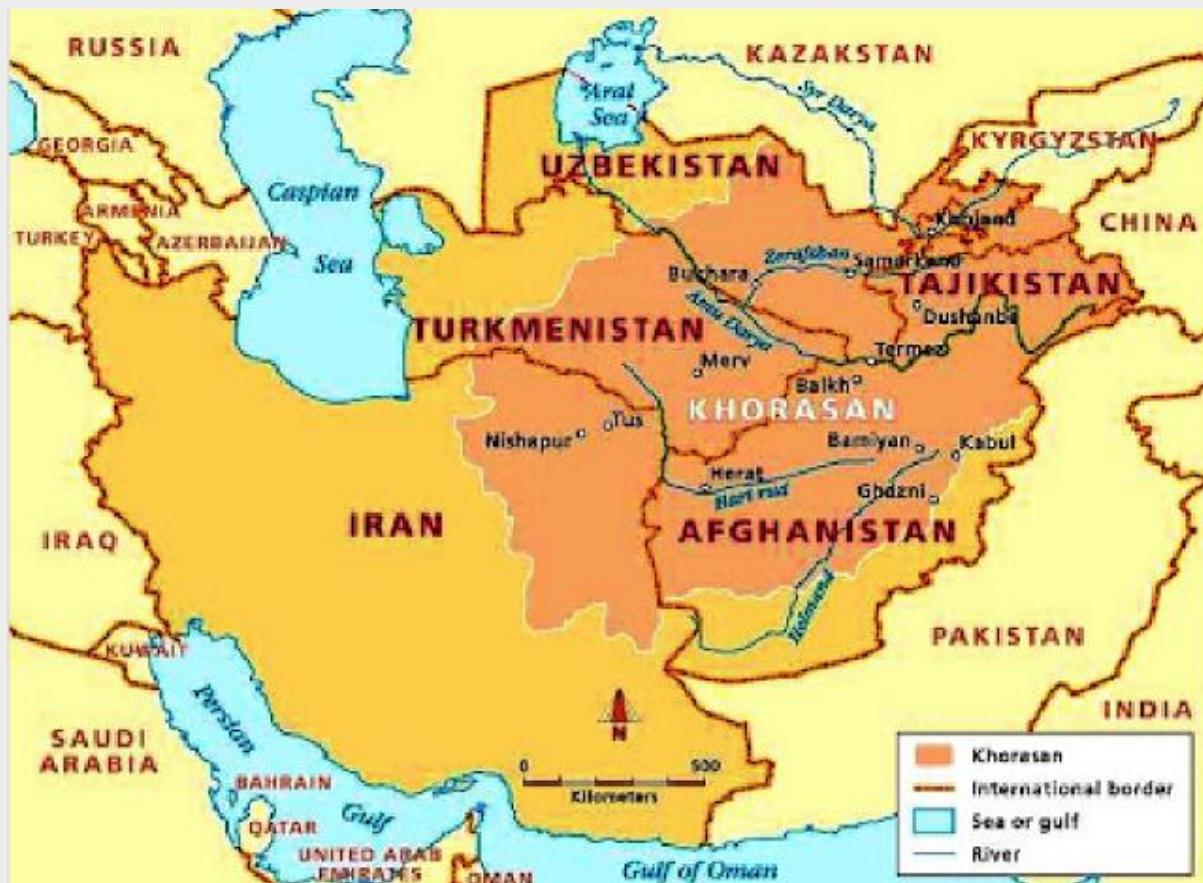 RUSSIA
KAZAKSTAN
Aral
Sea
Syr Darya
KYRGYZSTAN
GEORGIA
UZBEKISTAN
Caspian
Sea
ARMENIA
CHINA
TURKEY
AZERBAIJAN
Zarafshan
Samarkand
Buchara
TAJIKISTAN
Dushanbe
TURKMENISTAN
Amu Darya
Termez
Merv
Balkh
KHORASAN
Tus
Nishapur
Bamiyan
Kabul
Herat
Hari rud
Ghazni
IRAN
AFGHANISTAN
IRAQ
PAKISTAN
KUWAIT
Persian
Gulf
N
INDIA
SAUDI
ARABIA
0
500
Kilometers
BAHRAIN
QATAR
UNITED ARAB
EMIRATES
OMAN
Gulf of Oman
Khorasan
International border
Sea or gulf
River